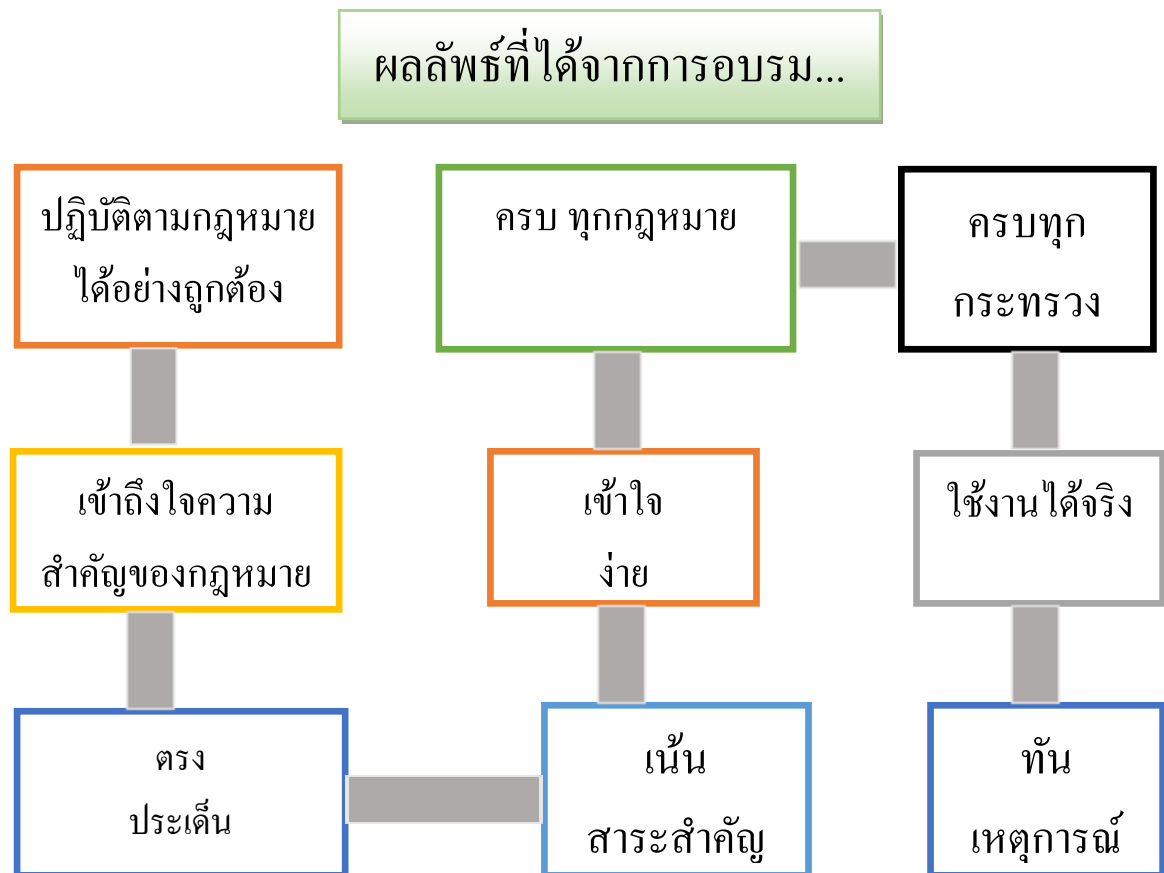 ผลลัพธ์ที่ได้จากการอบรม...
ปฏิบัติตามกฎหมาย
ได้อย่างถูกต้อง
ครบ ทุกกฎหมาย
ครบทุก
กระทรวง
เข้าถึงใจความ
สำคัญของกฎหมาย
เข้าใจ
ง่าย
ใช้งานได้จริง
ตรง
ประเด็น
เน้น
สาระสำคัญ
ทัน
เหตุการณ์